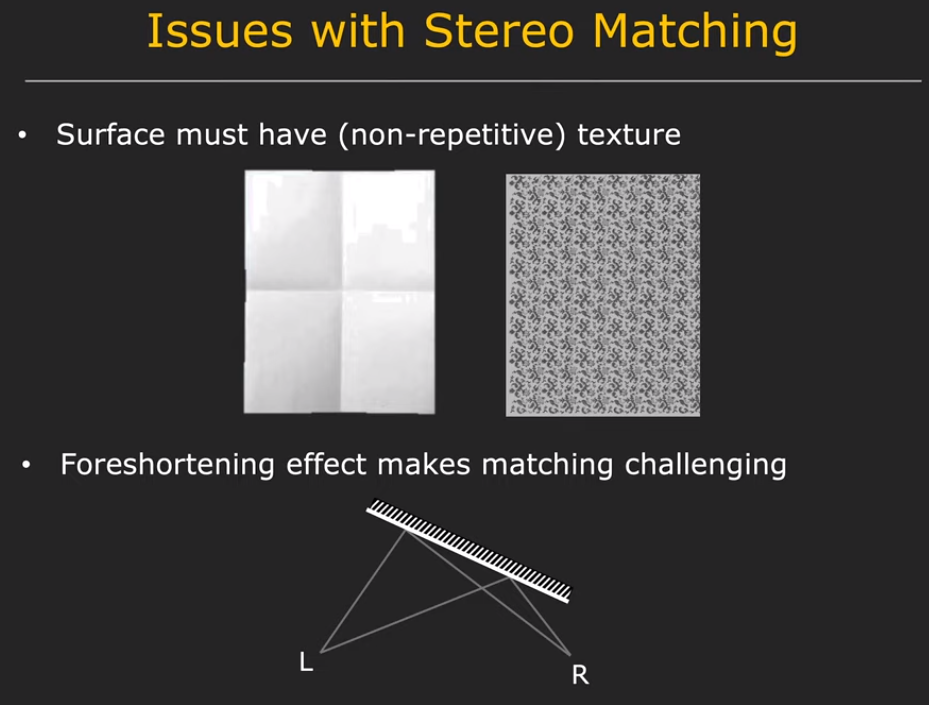 Issues with Stereo Matching
• Surface must have (non-repetitive) texture
• Foreshortening effect makes matching challenging
L
R